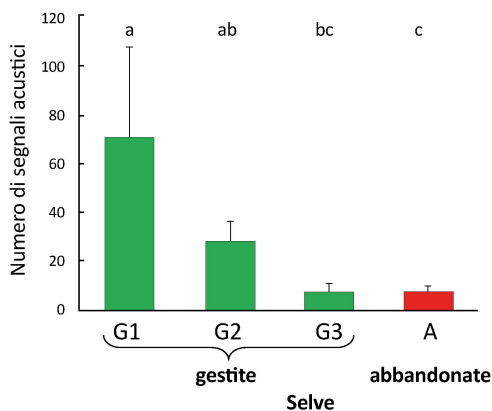 a ab bc c
120
100
80
60
40
20
0
Numero di segnali acustici
G1 G2 G3 A
gestite abbandonate
Selve